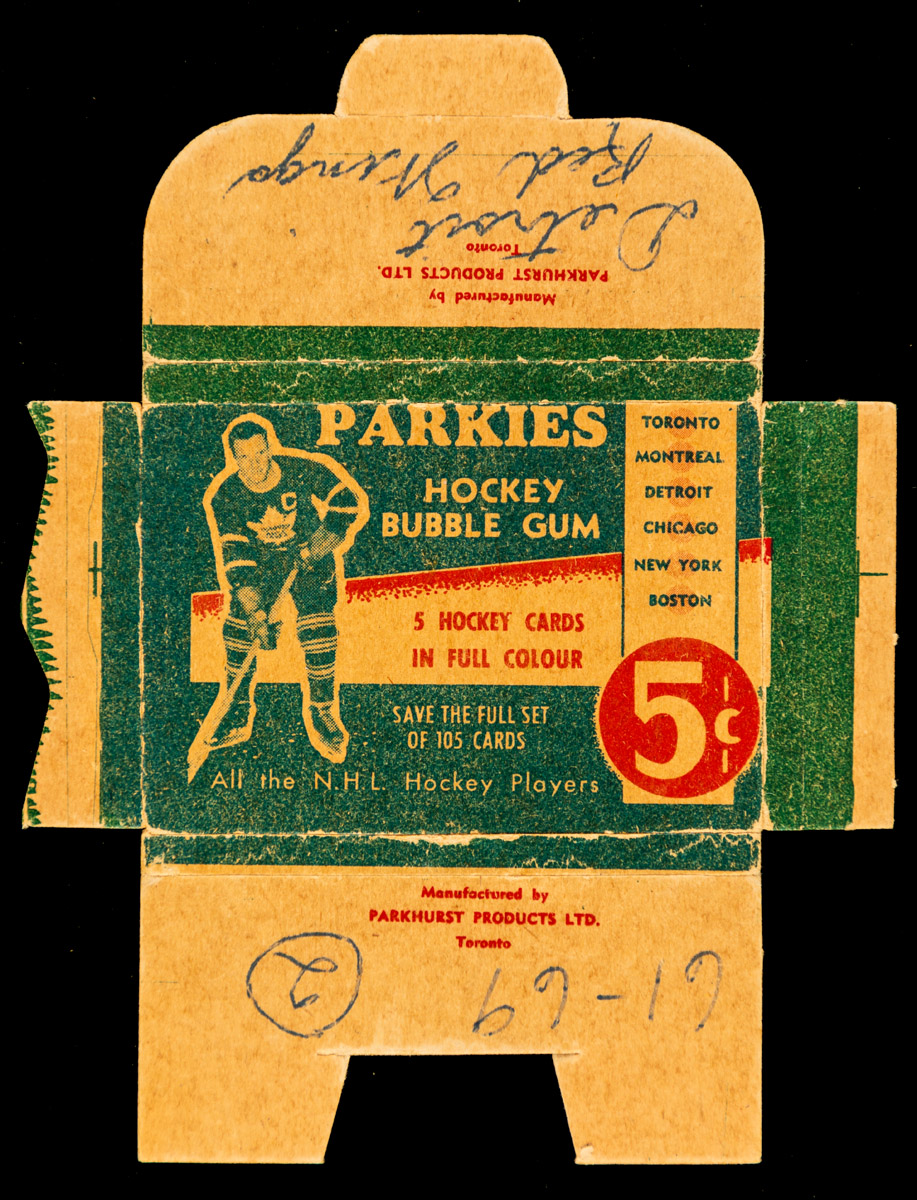 Detroit
Red Wings
Manufactured by
PARKHURST PRODUCTS LTD.
Toronto
PARKIES
HOCKEY
BUBBLE GUM
5 HOCKEY CARDS
IN FULL COLOUR
SAVE THE FULL SET
OF 105 CARDS
All the N.H.L. Hockey Players
TORONTO
MONTREAL
DETROIT
CHICAGO
NEW YORK
BOSTON
5¢
C
Manufactured by
PARKHURST PRODUCTS LTD.
Toronto
61-69
2